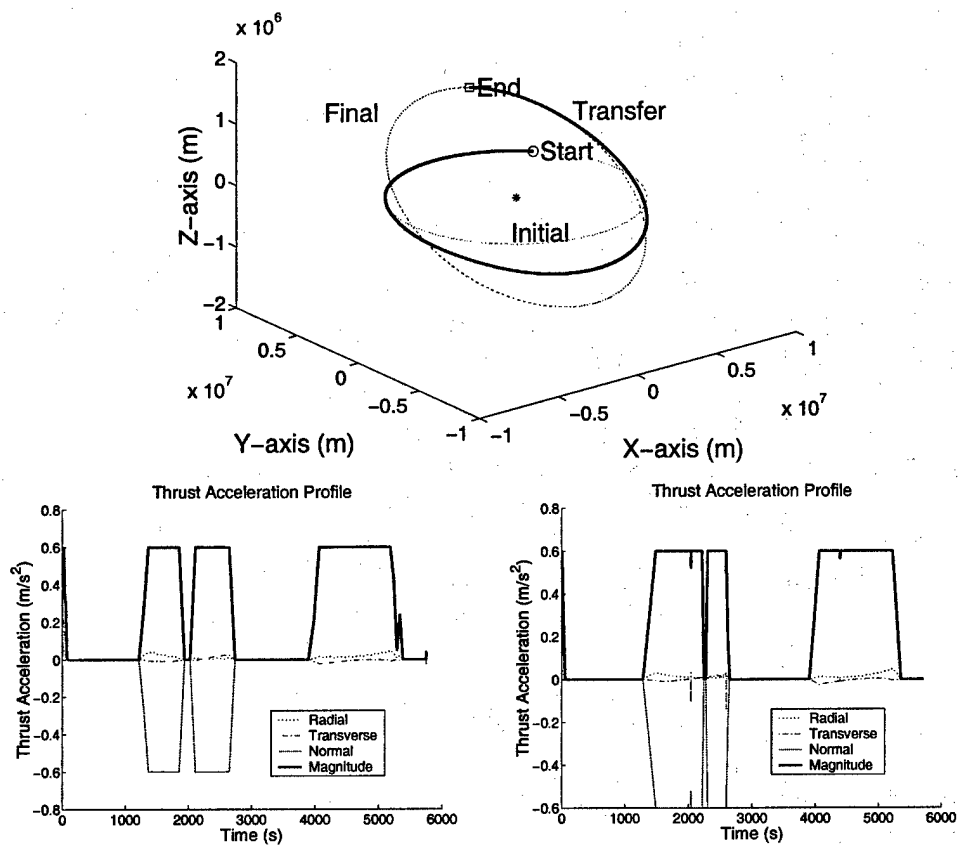 x 10^6
2
1
0
−1
−2
Z−axis (m)
End
Final
Transfer
Start
Initial
1
0.5
0
−0.5
−1
x 10^7
Y−axis (m)
−1
−0.5
0
0.5
1
x 10^7
X−axis (m)
Thrust Acceleration Profile
0.8
0.6
0.4
0.2
0
−0.2
−0.4
−0.6
−0.8
Thrust Acceleration (m/s^2)
Radial
Transverse
Normal
Magnitude
0 1000 2000 3000 4000 5000 6000
Time (s)
Thrust Acceleration Profile
0.8
0.6
0.4
0.2
0
−0.2
−0.4
−0.6
Thrust Acceleration (m/s^2)
Radial
Transverse
Normal
Magnitude
0 1000 2000 3000 4000 5000 6000
Time (s)